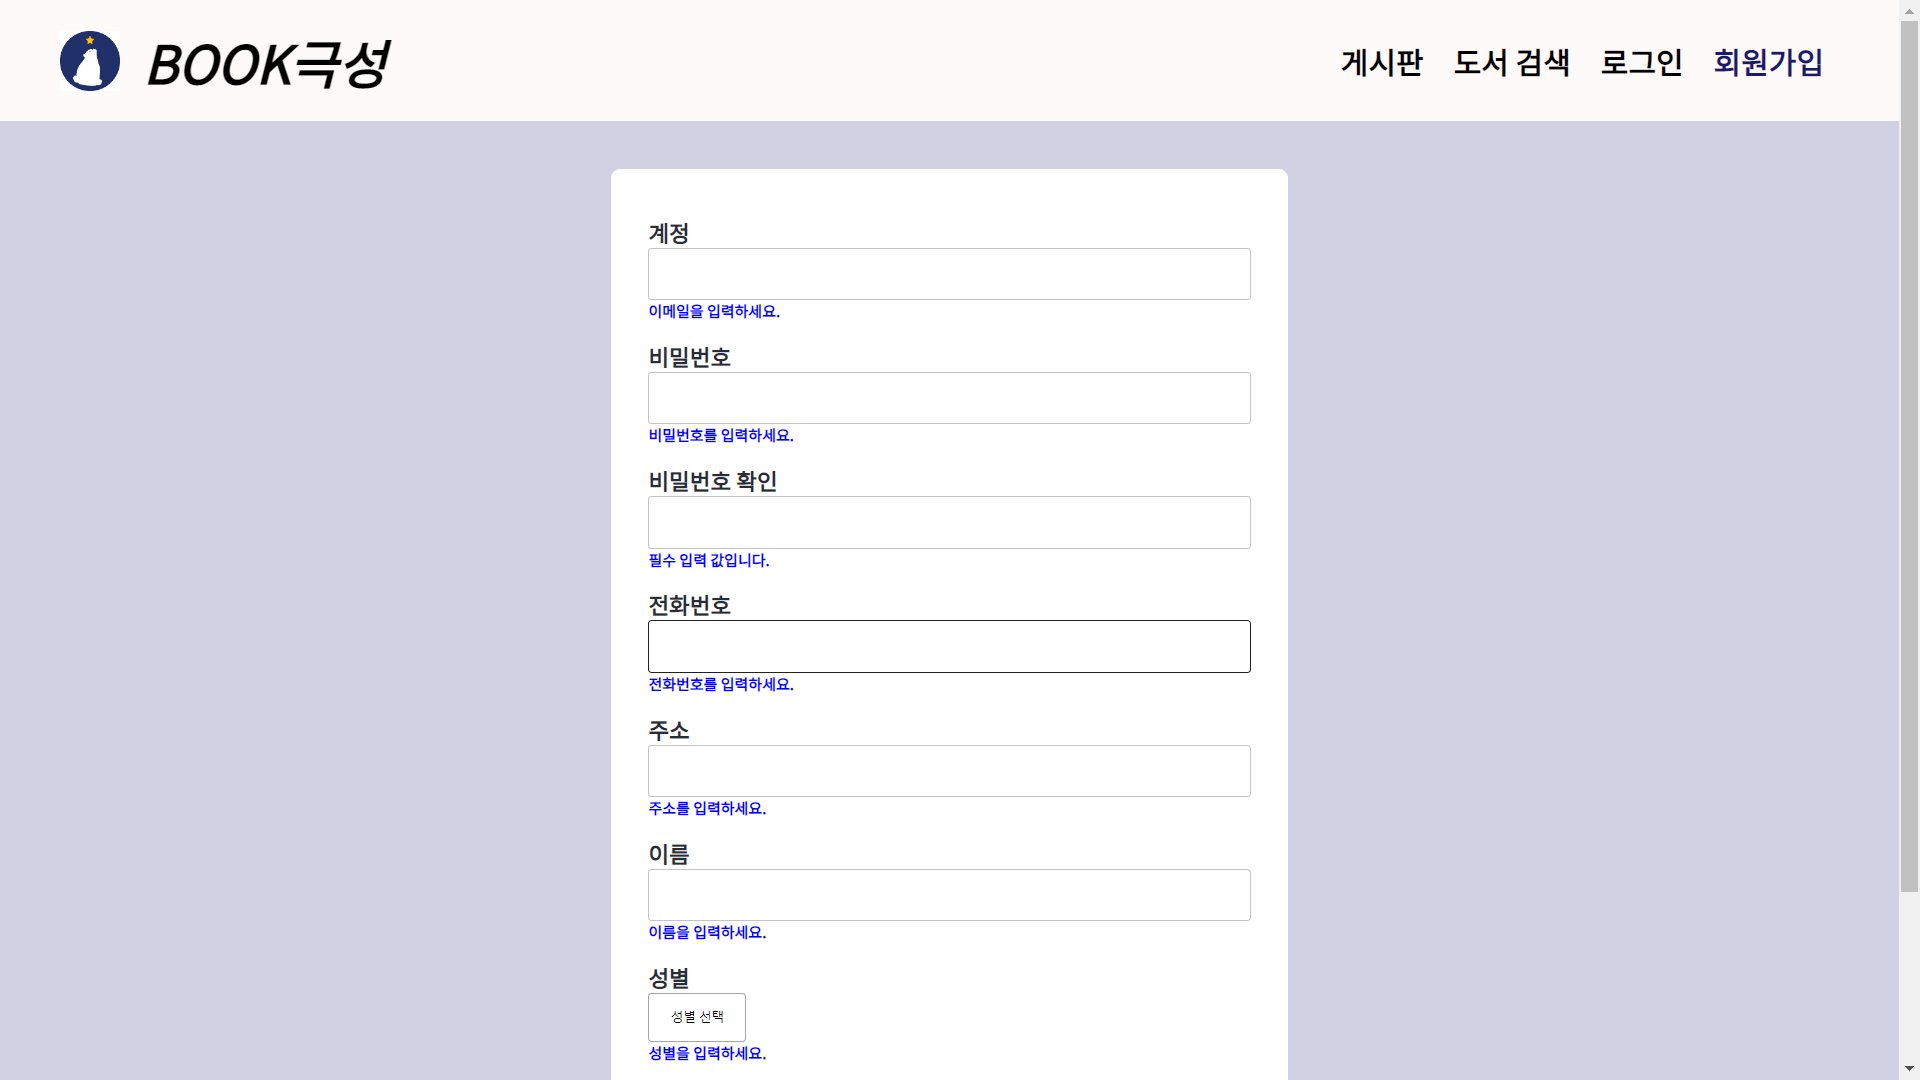 BOOK극성
게시판 도서 검색 로그인 회원가입
계정
이메일을 입력하세요.
비밀번호
비밀번호를 입력하세요.
비밀번호 확인
필수 입력 값입니다.
전화번호
전화번호를 입력하세요.
주소
주소를 입력하세요.
이름
이름을 입력하세요.
성별
성별 선택
성별을 입력하세요.